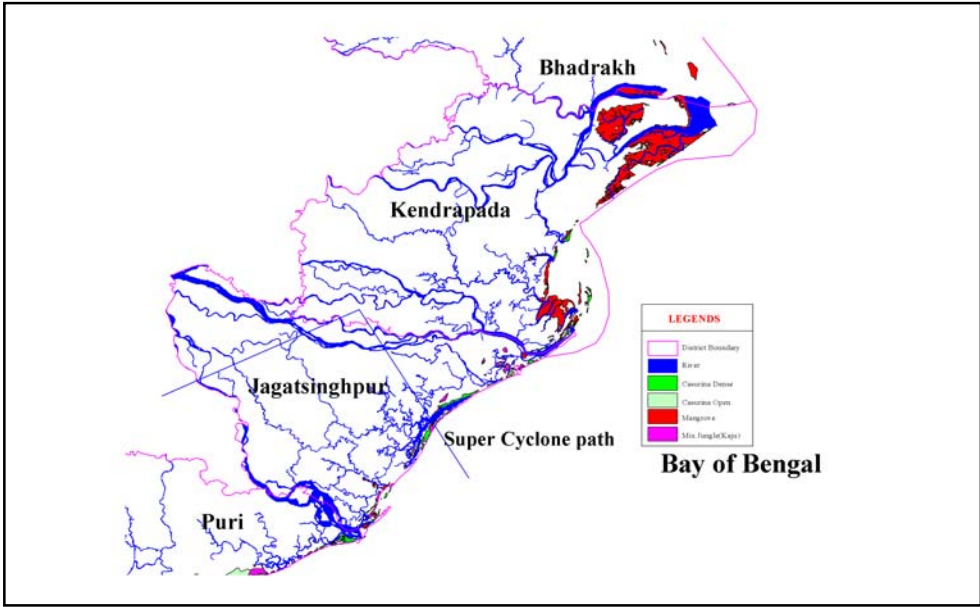 Bhadrakh
Kendrapada
Jagatsinghpur
Super Cyclone path
Puri
LEGENDS
District Boundary
River
Casurina Dense
Casurina Open
Mangrova
Mix Jungle(Kaju)
Bay of Bengal